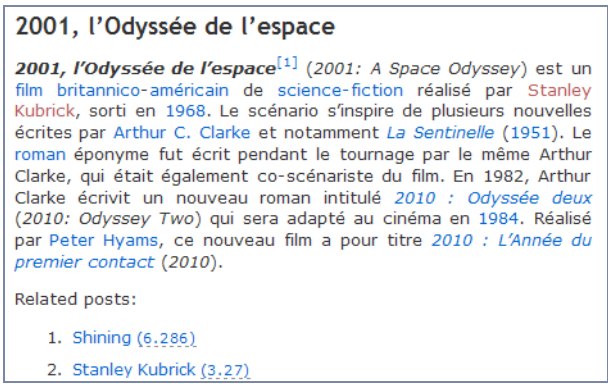 2001, l’Odyssée de l’espace
2001, l’Odyssée de l’espace[1] (2001: A Space Odyssey) est un
film britannico-américain de science-fiction réalisé par Stanley
Kubrick, sorti en 1968. Le scénario s’inspire de plusieurs nouvelles
écrites par Arthur C. Clarke et notamment La Sentinelle (1951). Le
roman éponyme fut écrit pendant le tournage par le même Arthur
Clarke, qui était également co-scénariste du film. En 1982, Arthur
Clarke écrivit un nouveau roman intitulé 2010 : Odyssée deux
(2010: Odyssey Two) qui sera adapté au cinéma en 1984. Réalisé
par Peter Hyams, ce nouveau film a pour titre 2010 : L’Année du
premier contact (2010).
Related posts:
1. Shining (6.286)
2. Stanley Kubrick (3.27)